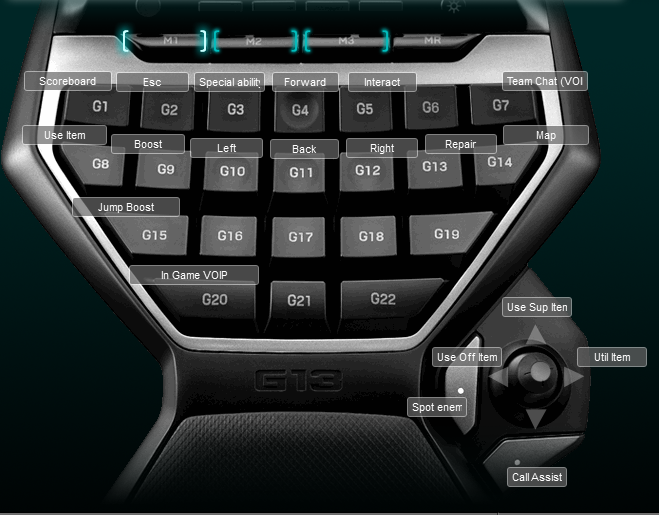 M1 M2 M3 MR
Scoreboard Esc Special abilit Forward Interact Team Chat (VOI
G1 G2 G3 G4 G5 G6 G7
Use Item Boost Left Back Right Repair Map
G8 G9 G10 G11 G12 G13 G14
Jump Boost
G15 G16 G17 G18 G19
In Game VOIP
G20 G21 G22
Use Sup Iten
Use Off Item Util Item
G13
Spot enem
Call Assist